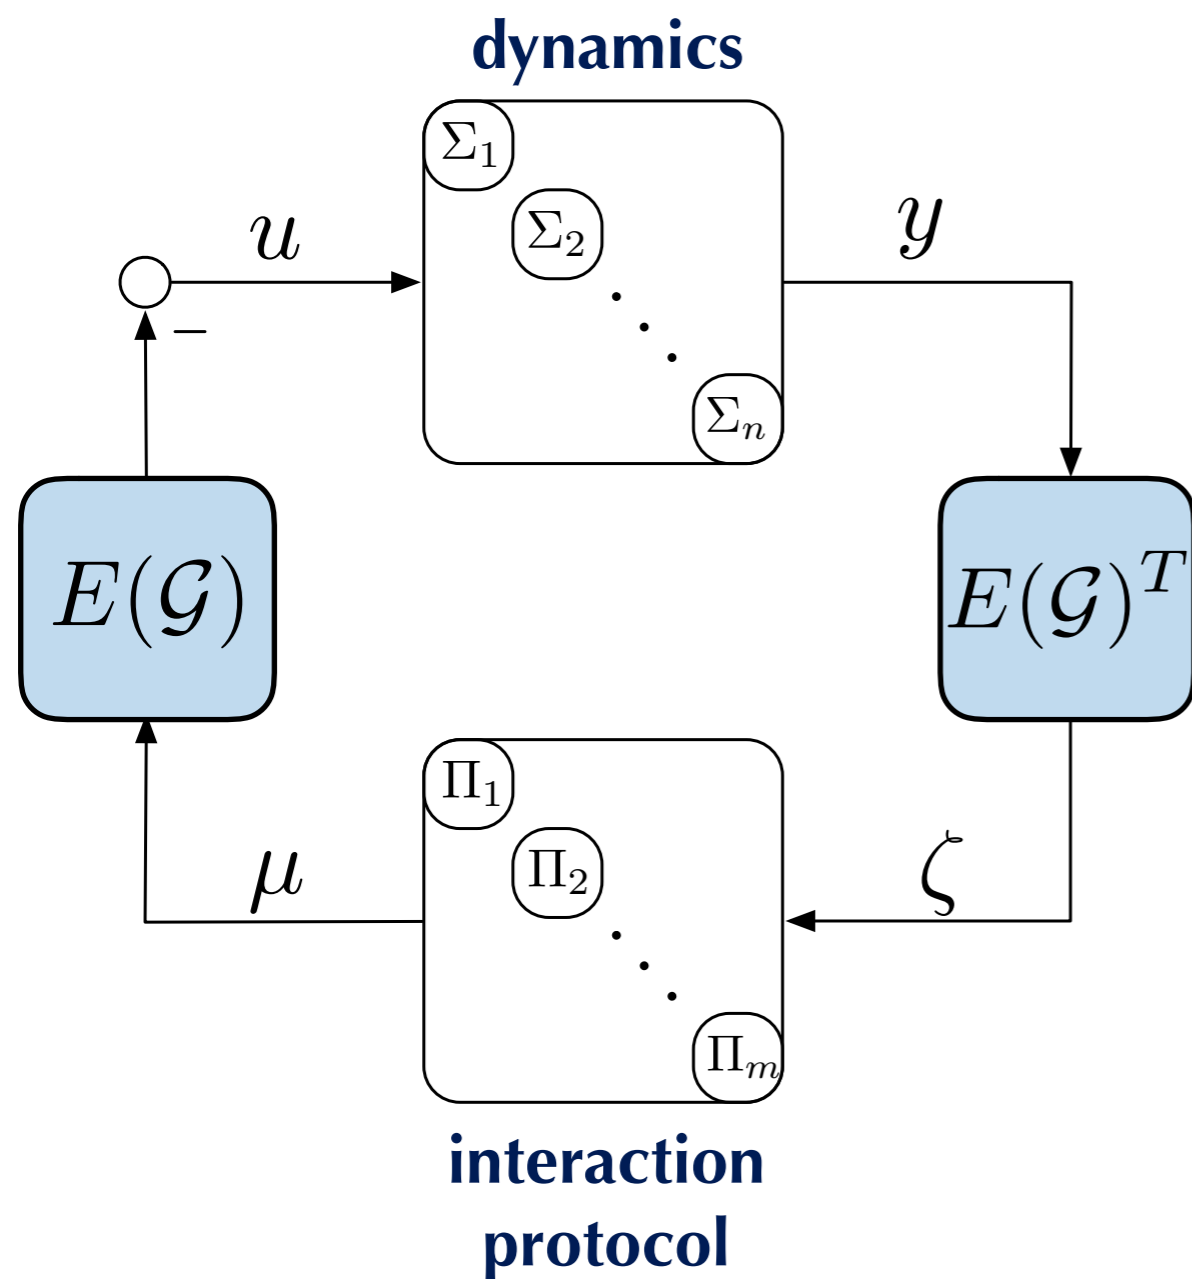 dynamics
Σ₁
Σ₂
Σₙ
u
y
−
E(𝒢)
E(𝒢)ᵀ
Π₁
Π₂
Πₘ
μ
ζ
interaction
protocol